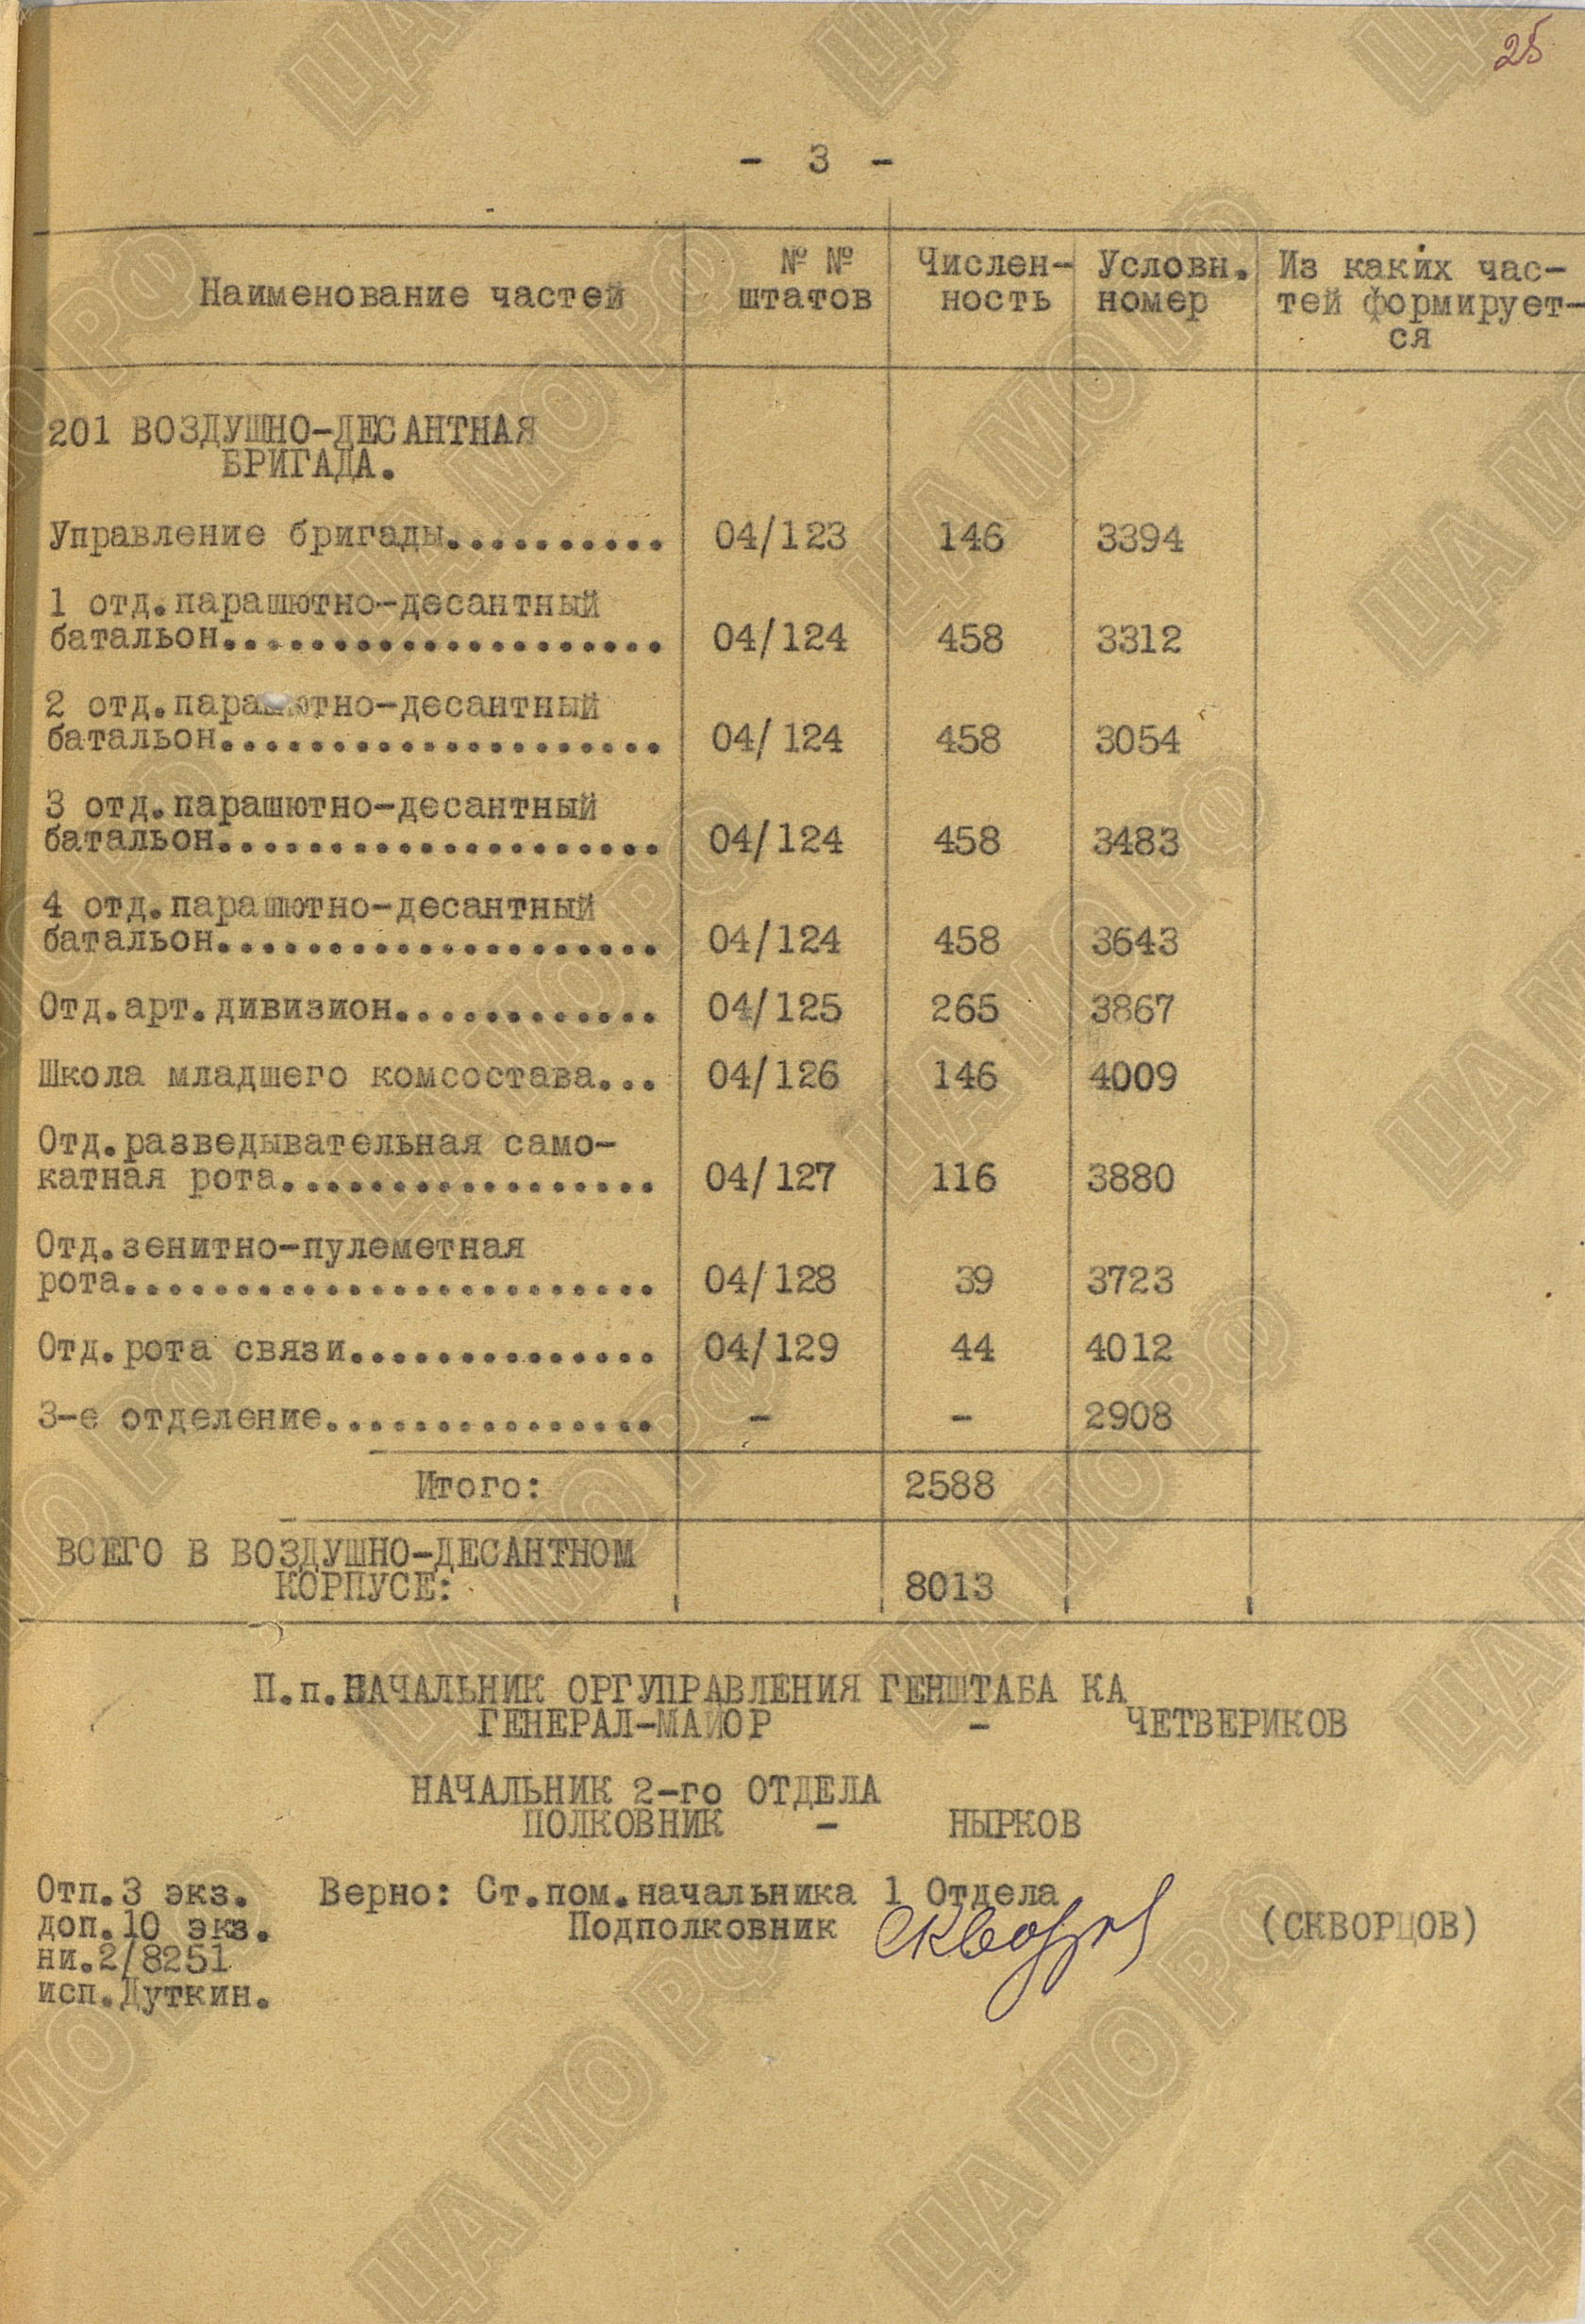 25
- 3 -
Наименование частей | № № штатов | Числен- ность | Условн. номер | Из каких час- тей формирует- ся
201 ВОЗДУШНО-ДЕСАНТНАЯ
БРИГАДА.
Управление бригады.......... 04/123 146 3394
1 отд.парашютно-десантный
батальон.................... 04/124 458 3312
2 отд.парашютно-десантный
батальон.................... 04/124 458 3054
3 отд.парашютно-десантный
батальон.................... 04/124 458 3483
4 отд.парашютно-десантный
батальон.................... 04/124 458 3643
Отд.арт.дивизион............ 04/125 265 3867
Школа младшего комсостава... 04/126 146 4009
Отд.разведывательная само-
катная рота................. 04/127 116 3880
Отд.зенитно-пулеметная
рота........................ 04/128 39 3723
Отд.рота связи.............. 04/129 44 4012
3-е отделение............... - - 2908
Итого: 2588
ВСЕГО В ВОЗДУШНО-ДЕСАНТНОМ
КОРПУСЕ: 8013
П.п.НАЧАЛЬНИК ОРГУПРАВЛЕНИЯ ГЕНШТАБА КА
ГЕНЕРАЛ-МАЙОР - ЧЕТВЕРИКОВ
НАЧАЛЬНИК 2-го ОТДЕЛА
ПОЛКОВНИК - НЫРКОВ
Отп.3 экз. Верно: Ст.пом.начальника 1 Отдела
доп.10 экз. Подполковник Скворцов (СКВОРЦОВ)
ни.2/8251
исп.Дуткин.
ЦА МО РФ